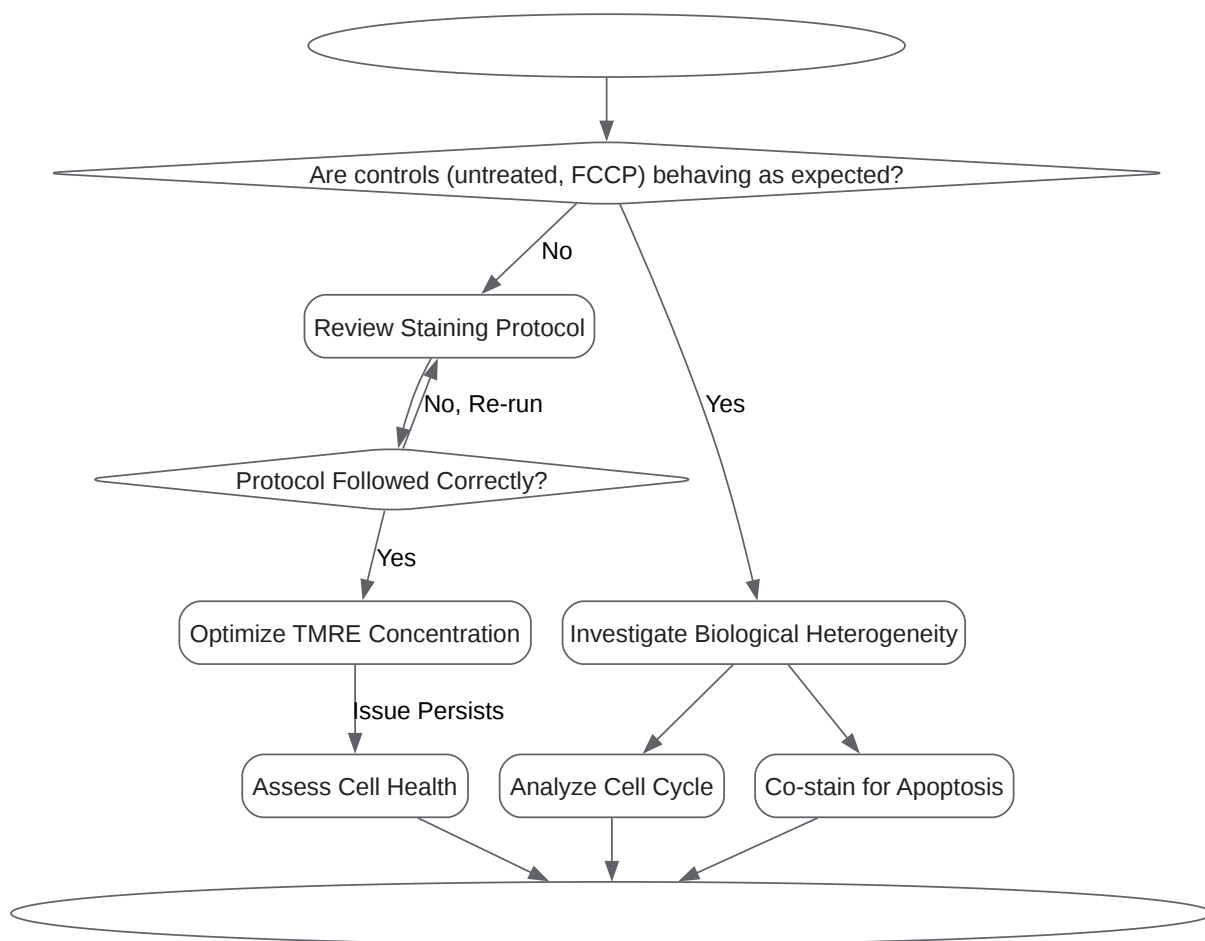 Are controls (untreated, FCCP) behaving as expected?
No
Review Staining Protocol
No, Re-run
Yes
Protocol Followed Correctly?
Yes
Optimize TMRE Concentration
Investigate Biological Heterogeneity
Issue Persists
Assess Cell Health
Analyze Cell Cycle
Co-stain for Apoptosis